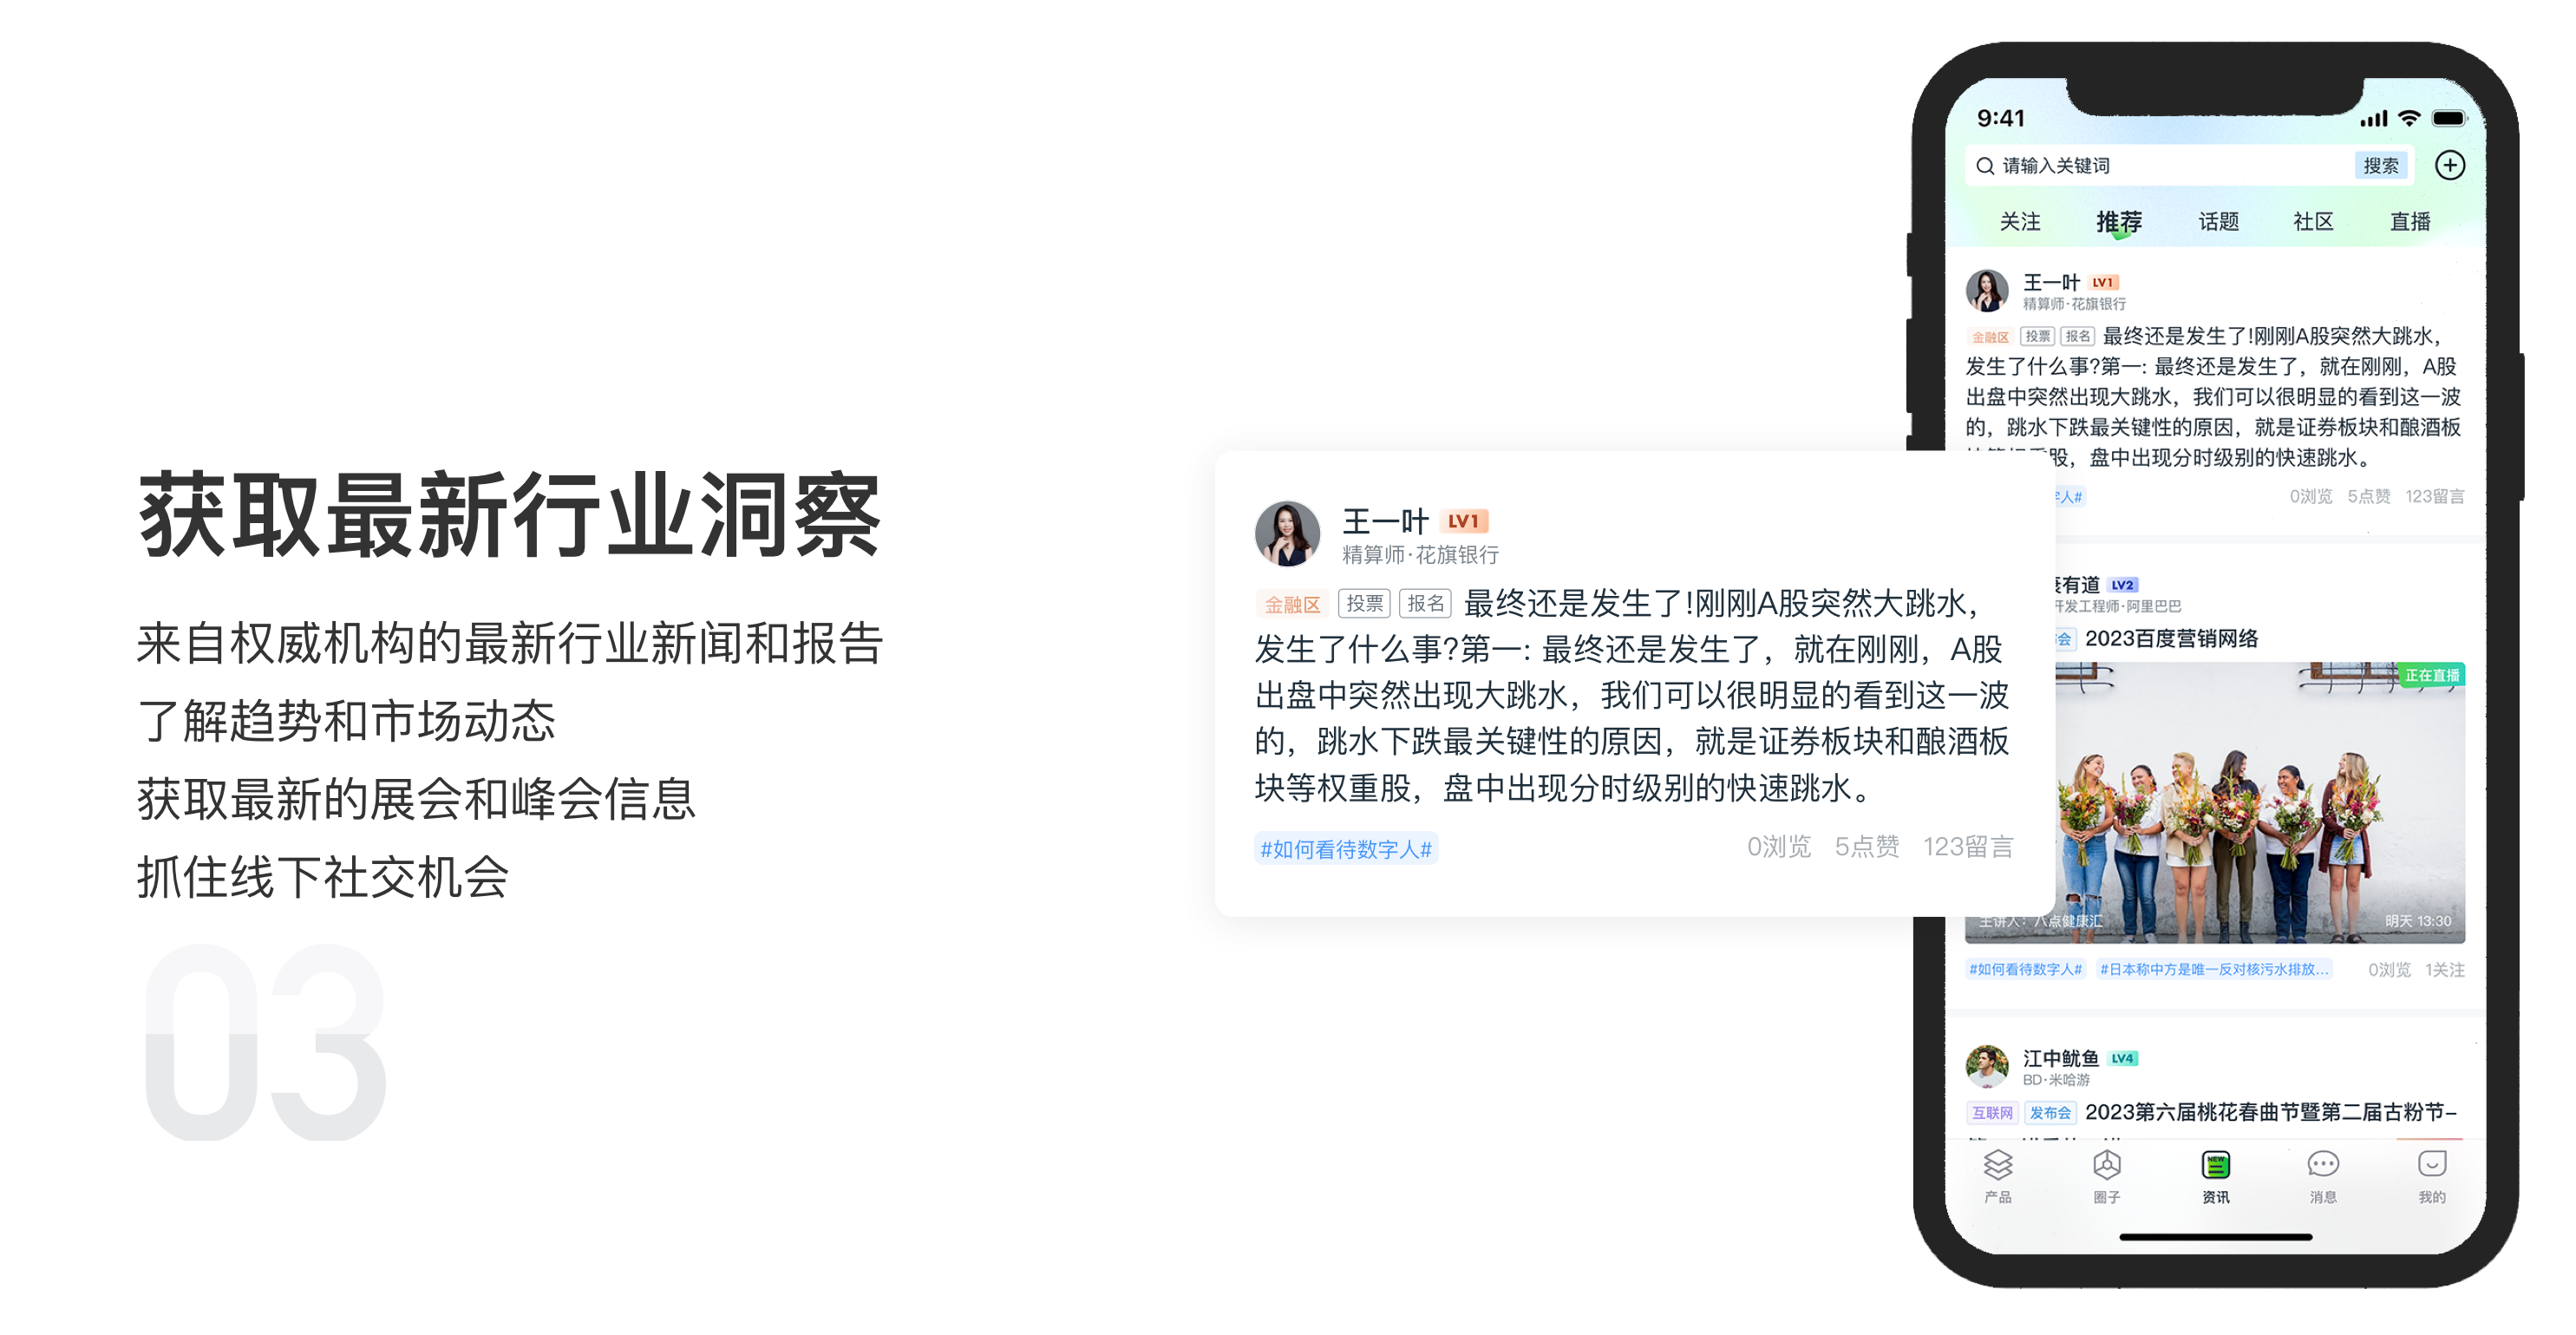 获取最新行业洞察
来自权威机构的最新行业新闻和报告
了解趋势和市场动态
获取最新的展会和峰会信息
抓住线下社交机会
03
王一叶 LV1
精算师·花旗银行
金融区 投票 报名 最终还是发生了!刚刚A股突然大跳水，
发生了什么事?第一: 最终还是发生了，就在刚刚，A股
出盘中突然出现大跳水，我们可以很明显的看到这一波
的，跳水下跌最关键性的原因，就是证券板块和酿酒板
块等权重股，盘中出现分时级别的快速跳水。
#如何看待数字人# 0浏览 5点赞 123留言
9:41
请输入关键词 搜索
关注 推荐 话题 社区 直播
王一叶 LV1
精算师·花旗银行
金融区 投票 报名 最终还是发生了!刚刚A股突然大跳水，
发生了什么事?第一: 最终还是发生了，就在刚刚，A股
出盘中突然出现大跳水，我们可以很明显的看到这一波
的，跳水下跌最关键性的原因，就是证券板块和酿酒板
股，盘中出现分时级别的快速跳水。
人# 0浏览 5点赞 123留言
有道 LV2
开发工程师·阿里巴巴
会 2023百度营销网络
正在直播
主讲人：八点健康汇 明天 13:30
#如何看待数字人# #日本称中方是唯一反对核污水排放... 0浏览 1关注
江中鱿鱼 LV4
BD·米哈游
互联网 发布会 2023第六届桃花春曲节暨第二届古粉节-
NEW
产品 圈子 资讯 消息 我的